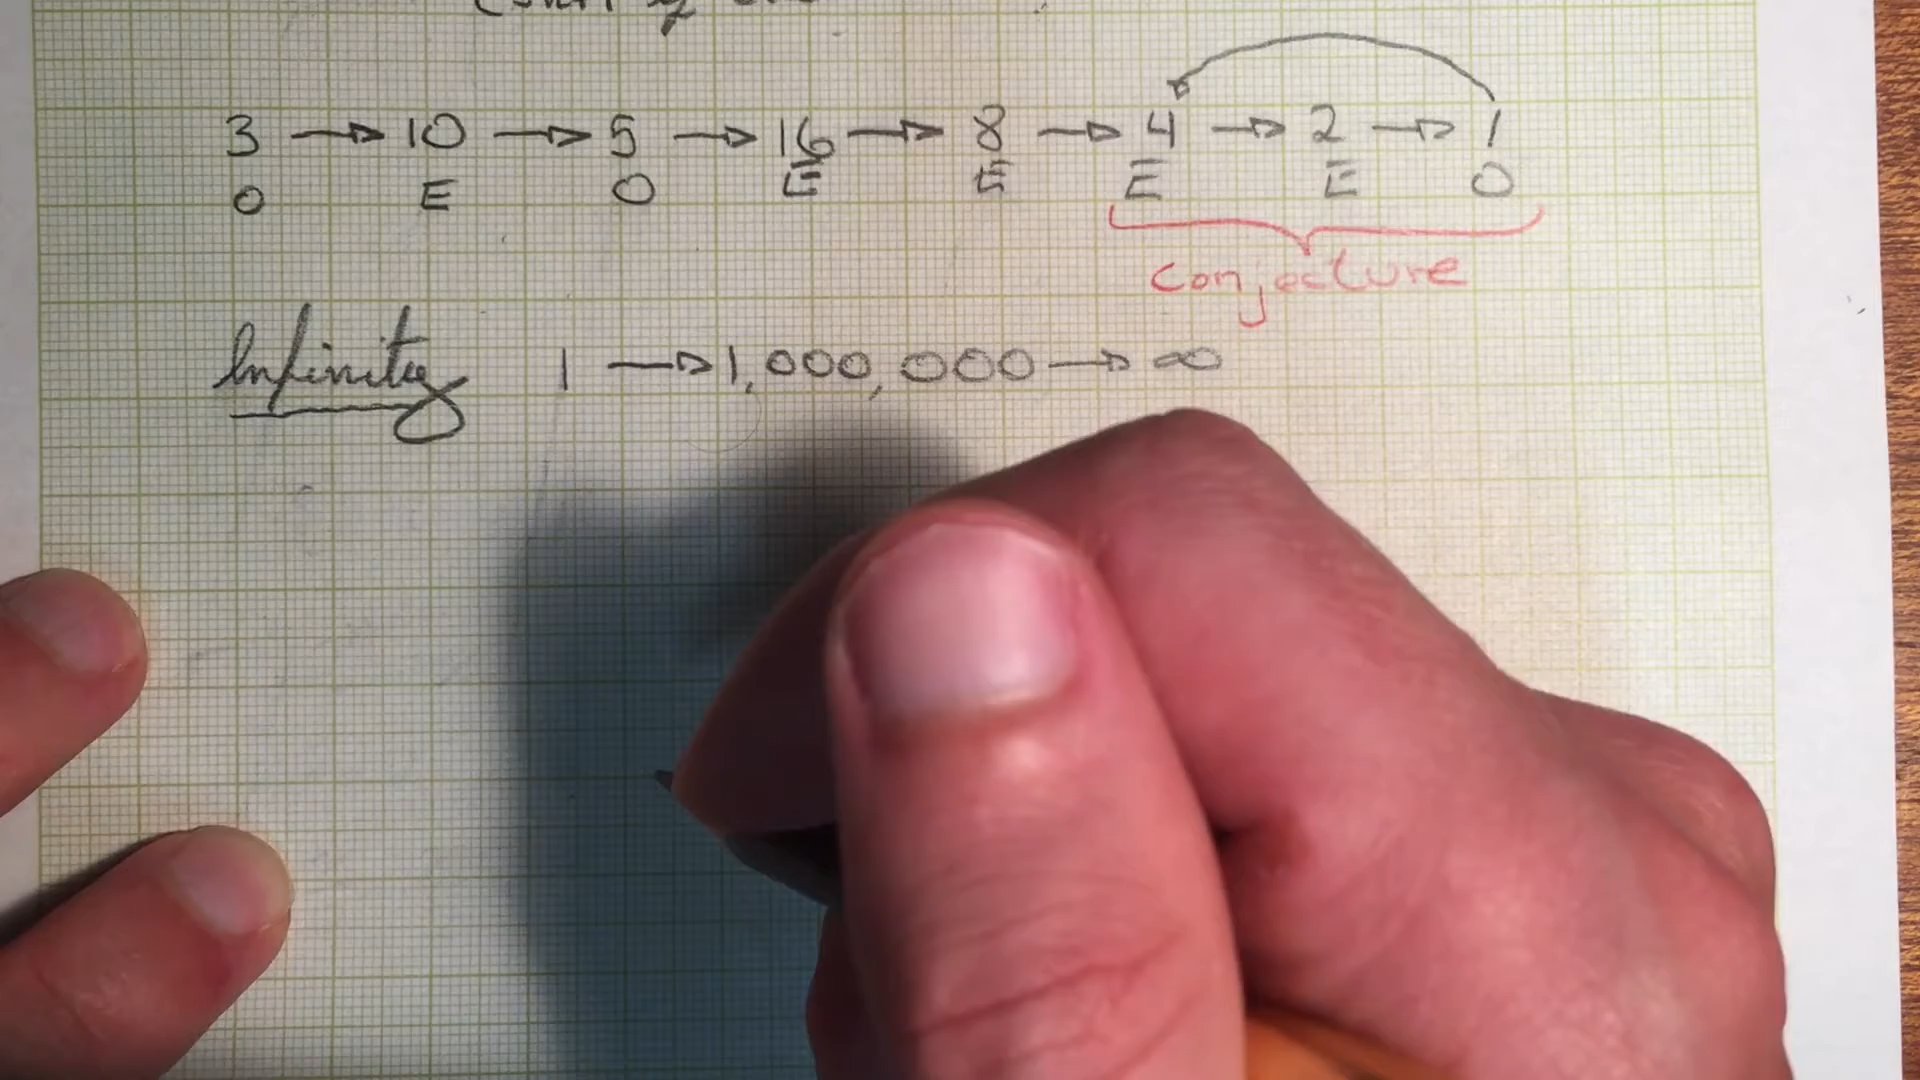 3 → 10 → 5 → 16 → 8 → 4 → 2 → 1
O E O E E E E O
conjecture
Infinity 1 → 1,000,000 → ∞